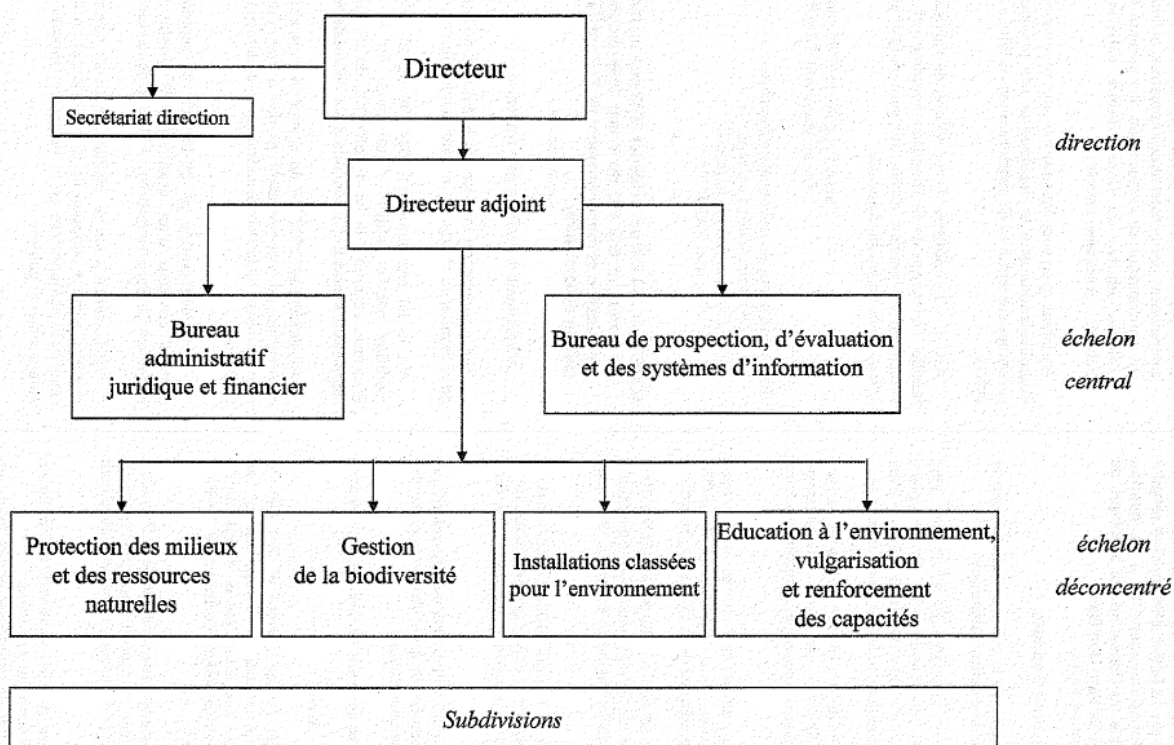 Directeur
Secrétariat direction
direction
Directeur adjoint
Bureau
administratif
juridique et financier
Bureau de prospection, d'évaluation
et des systèmes d'information
échelon
central
Protection des milieux
et des ressources
naturelles
Gestion
de la biodiversité
Installations classées
pour l'environnement
Education à l'environnement,
vulgarisation
et renforcement
des capacités
échelon
déconcentré
Subdivisions